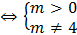 ⇔ { m > 0
m ≠ 4